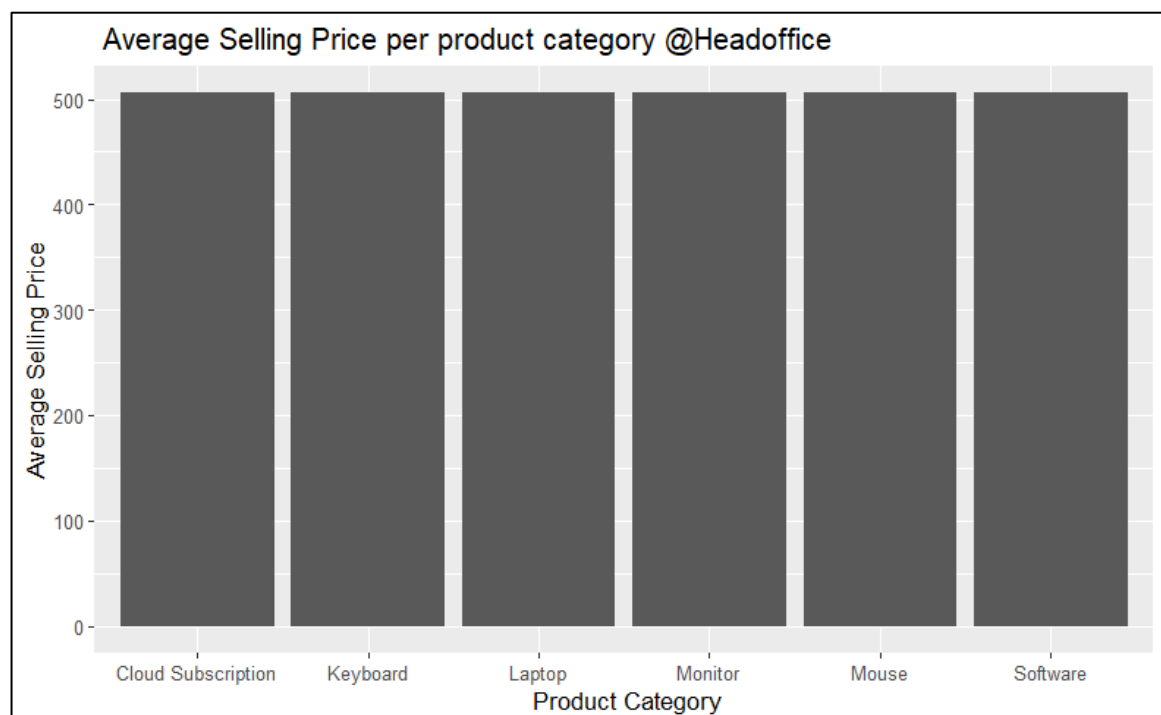 Average Selling Price per product category @Headoffice
Average Selling Price
500
400
300
200
100
0
Cloud Subscription Keyboard Laptop Monitor Mouse Software
Product Category